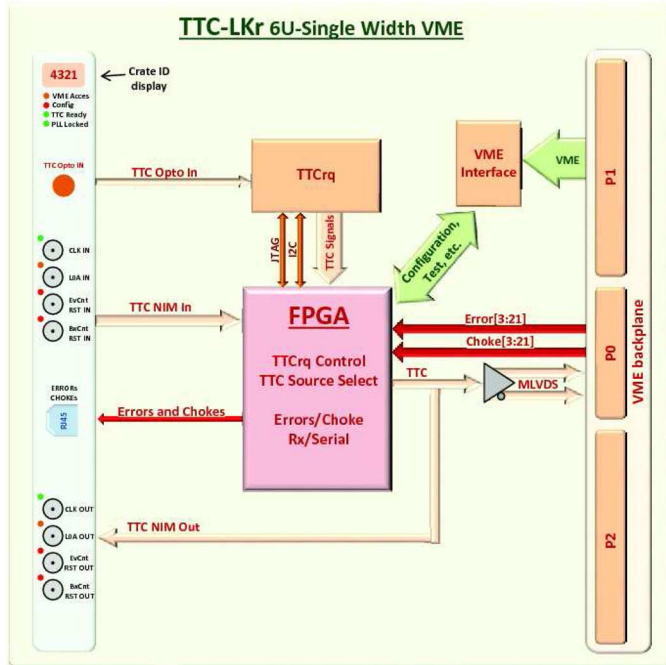 TTC-LKr 6U-Single Width VME
4321
Crate ID
display
VME Acces
Config
TTC Ready
PLL Locked
TTC Opto IN
TTC Opto In
TTCrq
VME
Interface
VME
P1
JTAG
I2C
TTC Signals
Configuration,
Test, etc.
CLK IN
L0A IN
EvCnt
RST IN
BxCnt
RST IN
TTC NIM In
FPGA
TTCrq Control
TTC Source Select
Errors/Choke
Rx/Serial
Error[3:21]
Choke[3:21]
TTC
MLVDS
P0
VME backplane
ERRORs
CHOKEs
RJ45
Errors and Chokes
P2
CLK OUT
L0A OUT
EvCnt
RST OUT
BxCnt
RST OUT
TTC NIM Out